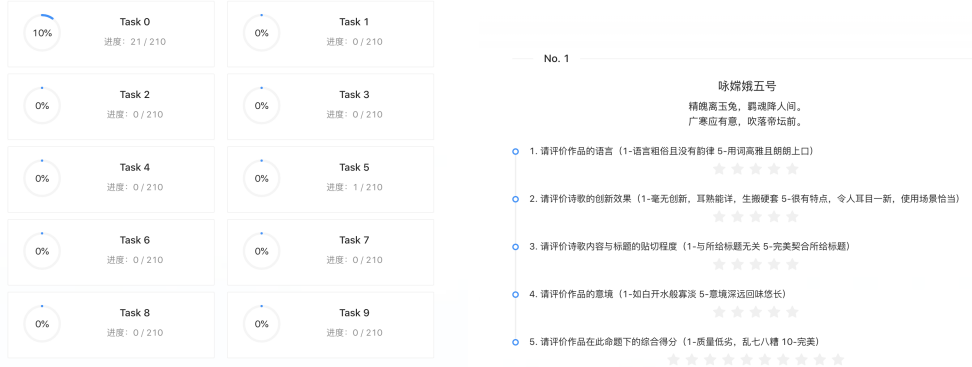 10%
Task 0
进度：21 / 210
0%
Task 1
进度：0 / 210
0%
Task 2
进度：0 / 210
0%
Task 3
进度：0 / 210
0%
Task 4
进度：0 / 210
0%
Task 5
进度：1 / 210
0%
Task 6
进度：0 / 210
0%
Task 7
进度：0 / 210
0%
Task 8
进度：0 / 210
0%
Task 9
进度：0 / 210
No. 1
咏嫦娥五号
精魄离玉兔，羁魂降人间。
广寒应有意，吹落帝坛前。
1. 请评价作品的语言（1-语言粗俗且没有韵律 5-用词高雅且朗朗上口）
2. 请评价诗歌的创新效果（1-毫无创新，耳熟能详，生搬硬套 5-很有特点，令人耳目一新，使用场景恰当）
3. 请评价诗歌内容与标题的贴切程度（1-与所给标题无关 5-完美契合所给标题）
4. 请评价作品的意境（1-如白开水般寡淡 5-意境深远回味悠长）
5. 请评价作品在此命题下的综合得分（1-质量低劣，乱七八糟 10-完美）